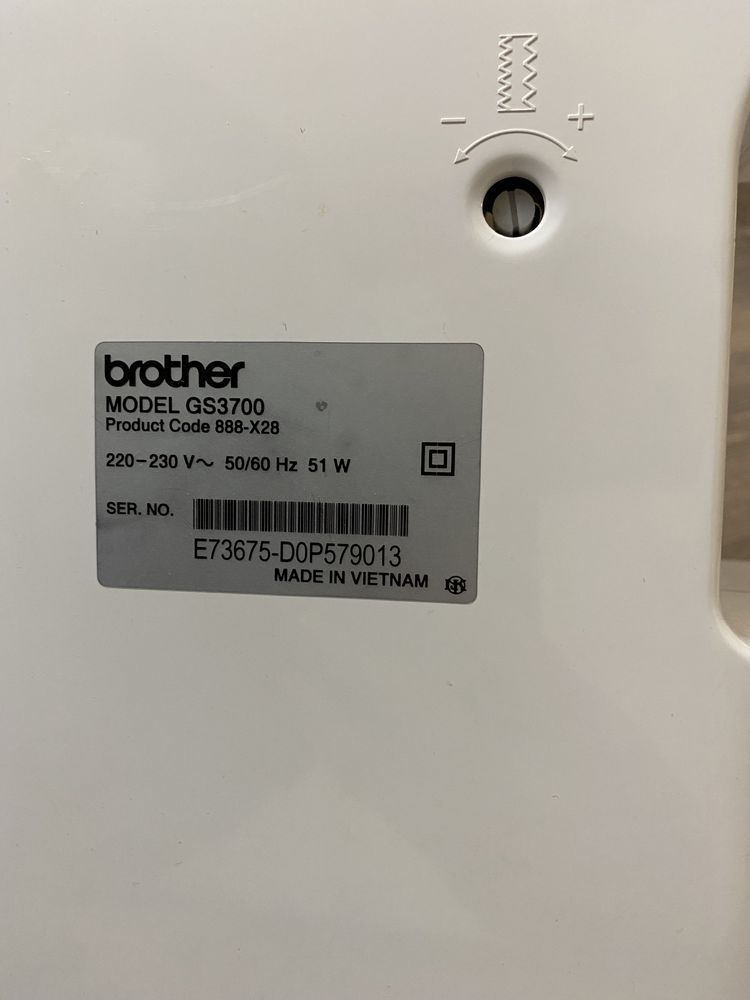 - +
brother
MODEL GS3700
Product Code 888-X28
220-230 V~ 50/60 Hz 51 W
SER. NO.
E73675-D0P579013
MADE IN VIETNAM